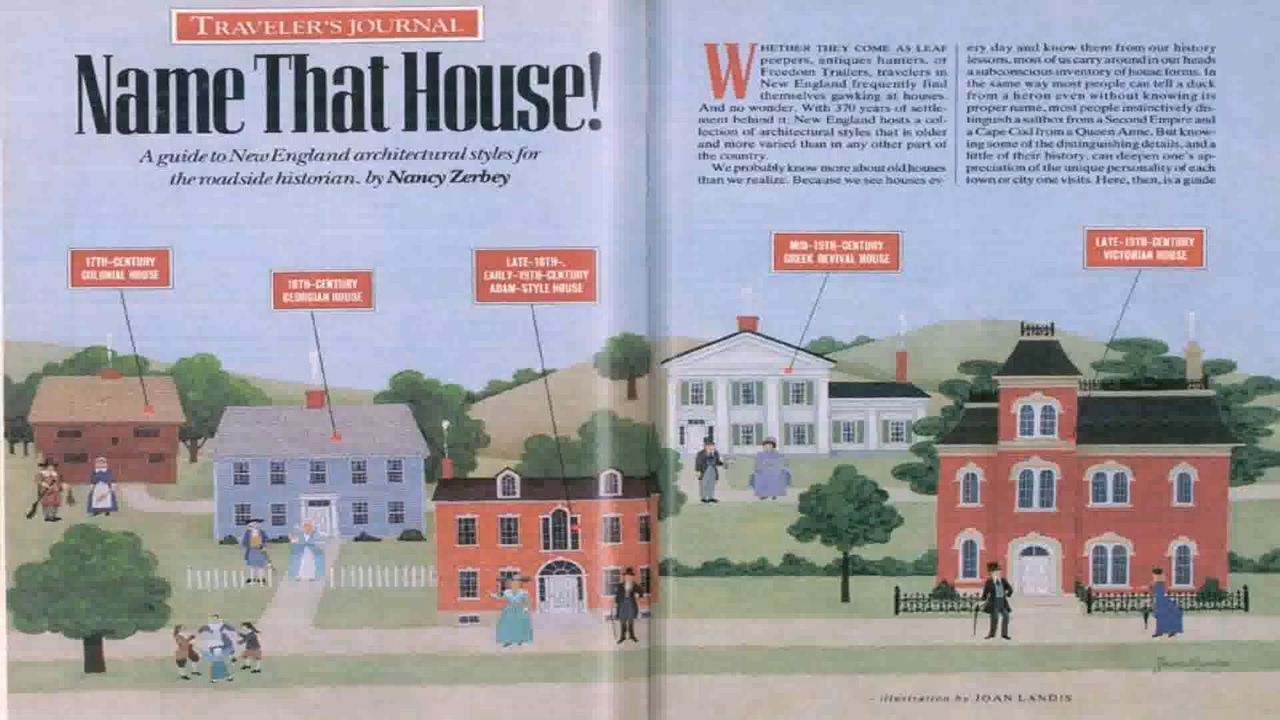 TRAVELER'S JOURNAL
Name That House!
A guide to New England architectural styles for
the roadside historian. by Nancy Zerbey
WHETHER THEY COME AS LEAF
peepers, antiques hunters, or
Freedom Trailers, travelers in
New England frequently find
themselves gawking at houses.
And no wonder. With 370 years of settle-
ment behind it, New England hosts a col-
lection of architectural styles that is older
and more varied than in any other part of
the country.
We probably know more about old houses
than we realize. Because we see houses ev-
ery day and know them from our history
lessons, most of us carry around in our heads
a subconscious inventory of house forms. In
the same way most people can tell a duck
from a heron even without knowing its
proper name, most people instinctively dis-
tinguish a saltbox from a Second Empire and
a Cape Cod from a Queen Anne. But know-
ing some of the distinguishing details, and a
little of their history, can deepen one's ap-
preciation of the unique personality of each
town or city one visits. Here, then, is a guide
17TH-CENTURY
COLONIAL HOUSE
18TH-CENTURY
GEORGIAN HOUSE
LATE-18TH-,
EARLY-19TH-CENTURY
ADAM-STYLE HOUSE
MID-19TH-CENTURY
GREEK REVIVAL HOUSE
LATE-19TH-CENTURY
VICTORIAN HOUSE
– illustration by JOAN LANDIS